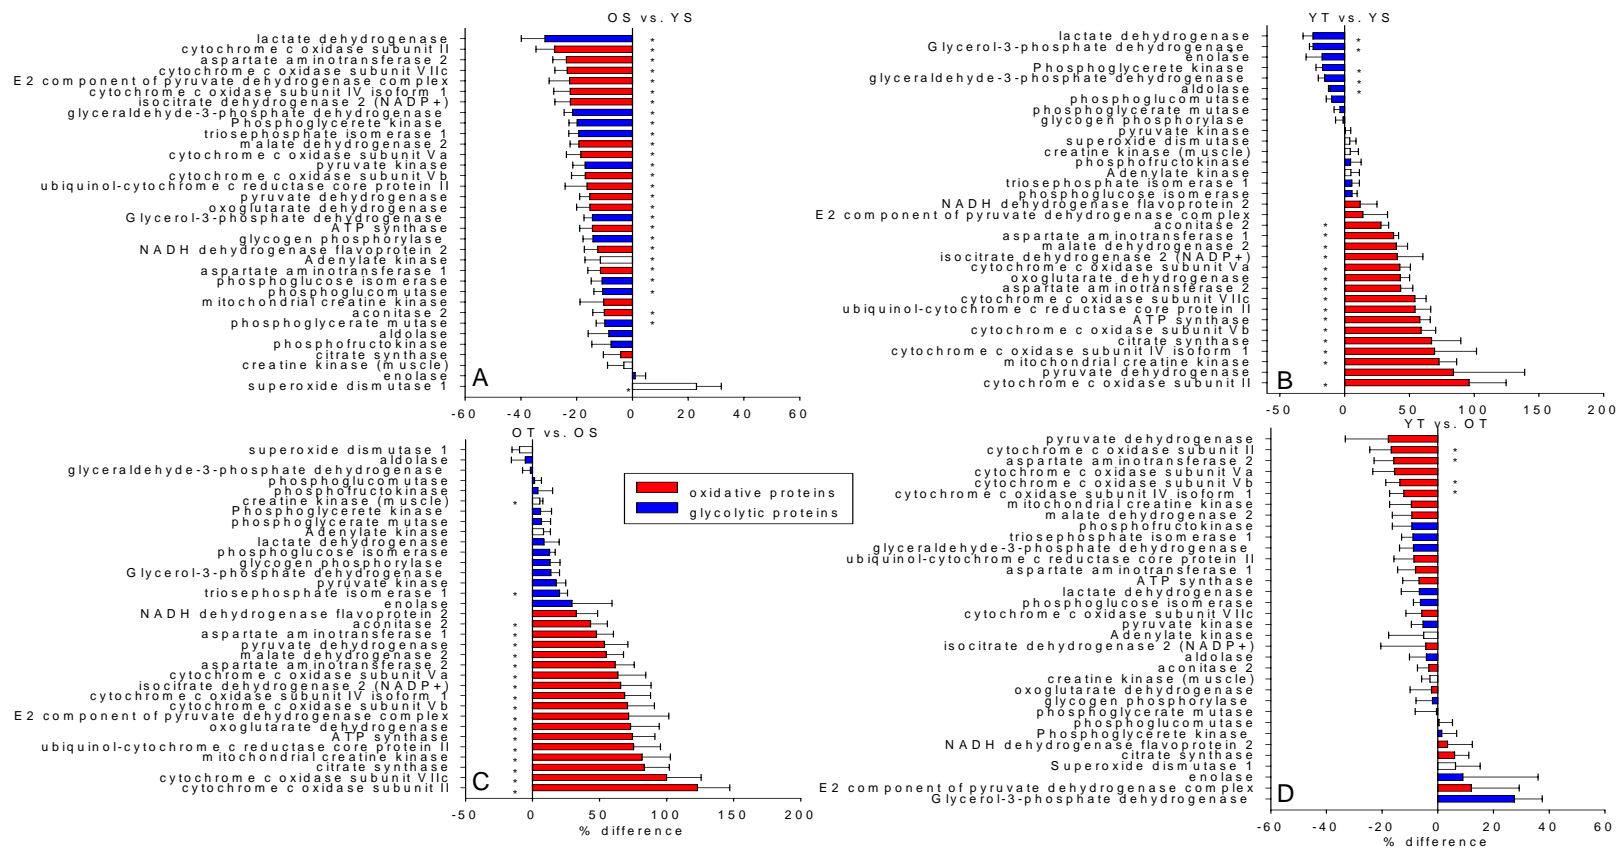 OS vs. YS
lactate dehydrogenase
cytochrome c oxidase subunit II
aspartate aminotransferase 2
cytochrome c oxidase subunit VIIc
E2 component of pyruvate dehydrogenase complex
cytochrome c oxidase subunit IV isoform 1
isocitrate dehydrogenase 2 (NADP+)
glyceraldehyde-3-phosphate dehydrogenase
Phosphoglycerete kinase
triosephosphate isomerase 1
malate dehydrogenase 2
cytochrome c oxidase subunit Va
pyruvate kinase
cytochrome c oxidase subunit Vb
ubiquinol-cytochrome c reductase core protein II
pyruvate dehydrogenase
oxoglutarate dehydrogenase
Glycerol-3-phosphate dehydrogenase
ATP synthase
glycogen phosphorylase
NADH dehydrogenase flavoprotein 2
Adenylate kinase
aspartate aminotransferase 1
phosphoglucose isomerase
phosphoglucomutase
mitochondrial creatine kinase
aconitase 2
phosphoglycerate mutase
aldolase
phosphofructokinase
citrate synthase
creatine kinase (muscle)
enolase
superoxide dismutase 1
A
-60 -40 -20 0 20 40 60
YT vs. YS
lactate dehydrogenase
Glycerol-3-phosphate dehydrogenase
enolase
Phosphoglycerete kinase
glyceraldehyde-3-phosphate dehydrogenase
aldolase
phosphoglucomutase
phosphoglycerate mutase
glycogen phosphorylase
pyruvate kinase
superoxide dismutase
creatine kinase (muscle)
phosphofructokinase
Adenylate kinase
triosephosphate isomerase 1
phosphoglucose isomerase
NADH dehydrogenase flavoprotein 2
E2 component of pyruvate dehydrogenase complex
aconitase 2
aspartate aminotransferase 1
malate dehydrogenase 2
isocitrate dehydrogenase 2 (NADP+)
cytochrome c oxidase subunit Va
oxoglutarate dehydrogenase
aspartate aminotransferase 2
cytochrome c oxidase subunit VIIc
ubiquinol-cytochrome c reductase core protein II
ATP synthase
cytochrome c oxidase subunit Vb
citrate synthase
cytochrome c oxidase subunit IV isoform 1
mitochondrial creatine kinase
pyruvate dehydrogenase
cytochrome c oxidase subunit II
B
-50 0 50 100 150 200
OT vs. OS
superoxide dismutase 1
aldolase
glyceraldehyde-3-phosphate dehydrogenase
phosphoglucomutase
phosphofructokinase
creatine kinase (muscle)
Phosphoglycerete kinase
phosphoglycerate mutase
Adenylate kinase
lactate dehydrogenase
phosphoglucose isomerase
glycogen phosphorylase
Glycerol-3-phosphate dehydrogenase
pyruvate kinase
triosephosphate isomerase 1
enolase
NADH dehydrogenase flavoprotein 2
aconitase 2
aspartate aminotransferase 1
pyruvate dehydrogenase
malate dehydrogenase 2
aspartate aminotransferase 2
cytochrome c oxidase subunit Va
isocitrate dehydrogenase 2 (NADP+)
cytochrome c oxidase subunit IV isoform 1
cytochrome c oxidase subunit Vb
E2 component of pyruvate dehydrogenase complex
oxoglutarate dehydrogenase
ATP synthase
ubiquinol-cytochrome c reductase core protein II
mitochondrial creatine kinase
citrate synthase
cytochrome c oxidase subunit VIIc
cytochrome c oxidase subunit II
C
-50 0 50 100 150 200
% difference
oxidative proteins
glycolytic proteins
YT vs. OT
pyruvate dehydrogenase
cytochrome c oxidase subunit II
aspartate aminotransferase 2
cytochrome c oxidase subunit Va
cytochrome c oxidase subunit Vb
cytochrome c oxidase subunit IV isoform 1
mitochondrial creatine kinase
malate dehydrogenase 2
phosphofructokinase
triosephosphate isomerase 1
glyceraldehyde-3-phosphate dehydrogenase
ubiquinol-cytochrome c reductase core protein II
aspartate aminotransferase 1
ATP synthase
lactate dehydrogenase
phosphoglucose isomerase
cytochrome c oxidase subunit VIIc
pyruvate kinase
Adenylate kinase
isocitrate dehydrogenase 2 (NADP+)
aldolase
aconitase 2
creatine kinase (muscle)
oxoglutarate dehydrogenase
glycogen phosphorylase
phosphoglycerate mutase
phosphoglucomutase
Phosphoglycerete kinase
NADH dehydrogenase flavoprotein 2
citrate synthase
Superoxide dismutase 1
enolase
E2 component of pyruvate dehydrogenase complex
Glycerol-3-phosphate dehydrogenase
D
-60 -40 -20 0 20 40 60
% difference